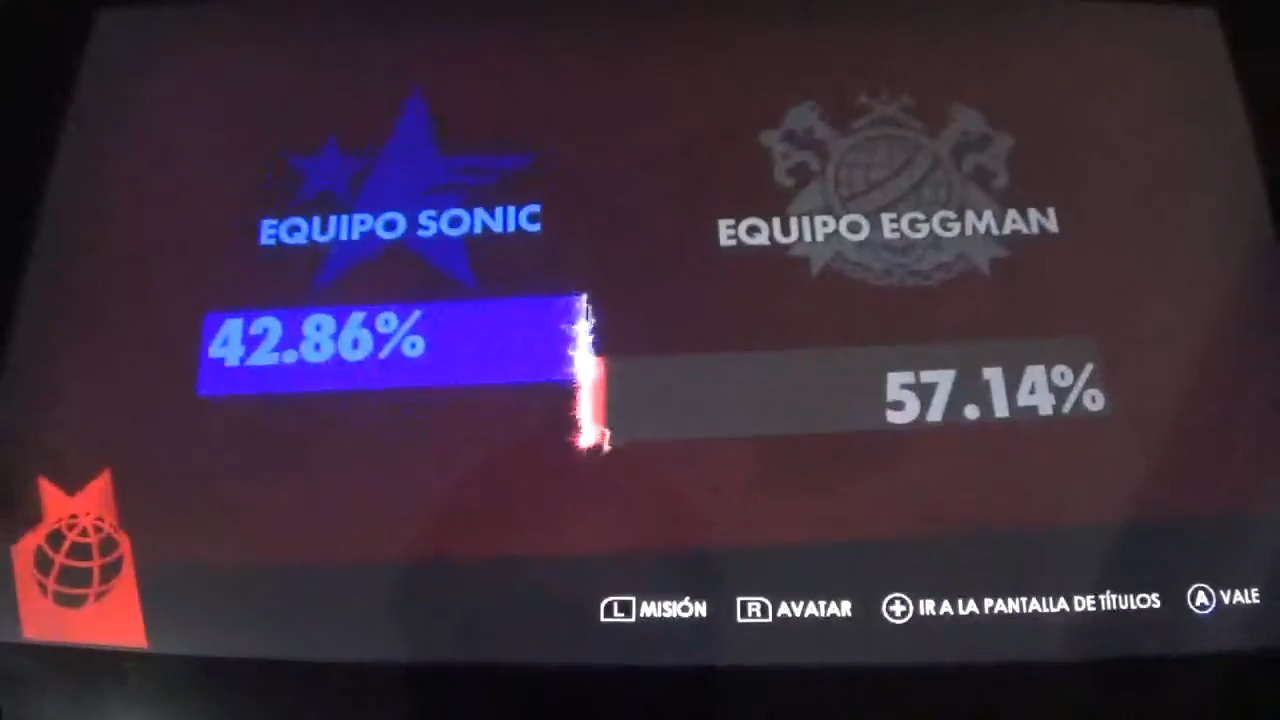 EQUIPO SONIC
EQUIPO EGGMAN
42.86%
57.14%
L MISIÓN R AVATAR + IR A LA PANTALLA DE TÍTULOS A VALE